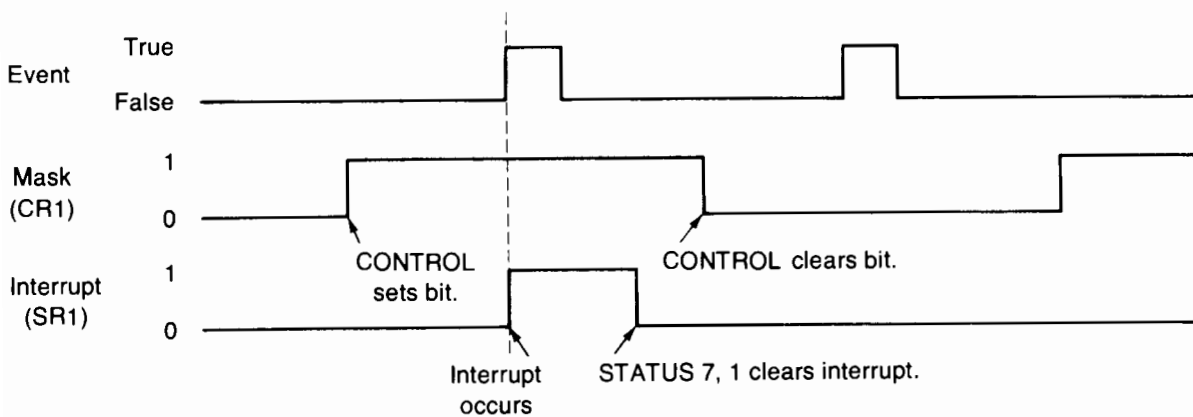 True
Event
False
1
Mask
(CR1)
0
CONTROL
sets bit.
CONTROL clears bit.
1
Interrupt
(SR1)
0
Interrupt
occurs
STATUS 7, 1 clears interrupt.